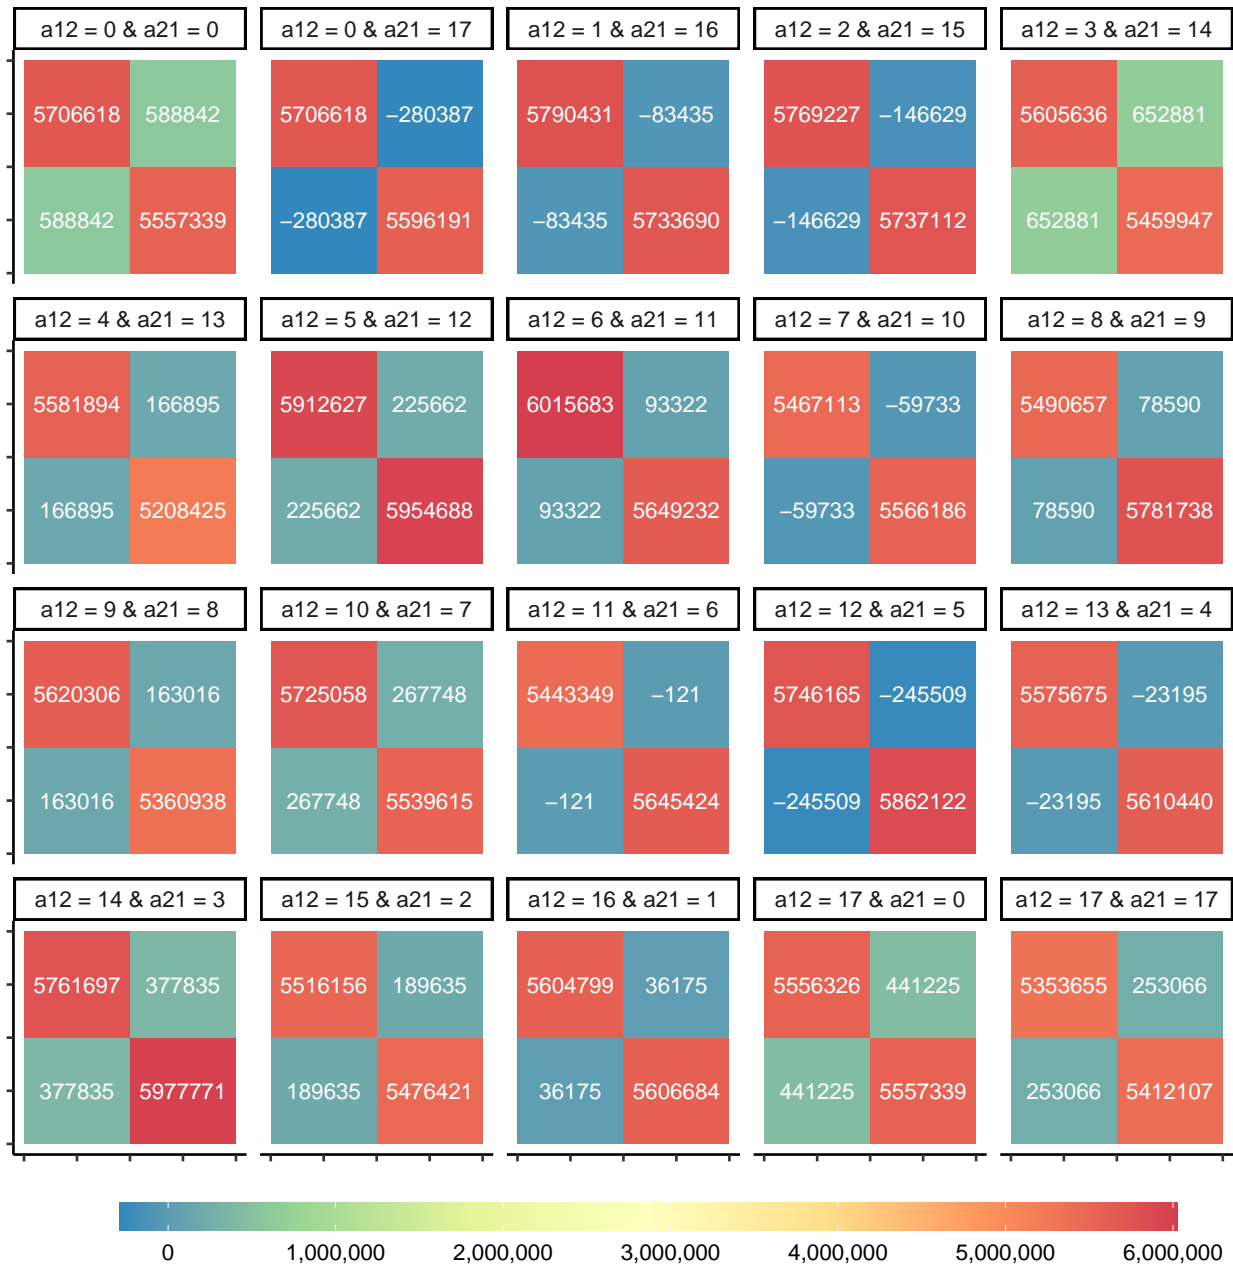 a12 = 0 & a21 = 0 a12 = 0 & a21 = 17 a12 = 1 & a21 = 16 a12 = 2 & a21 = 15 a12 = 3 & a21 = 14
5706618 588842 5706618 −280387 5790431 −83435 5769227 −146629 5605636 652881
588842 5557339 −280387 5596191 −83435 5733690 −146629 5737112 652881 5459947
a12 = 4 & a21 = 13 a12 = 5 & a21 = 12 a12 = 6 & a21 = 11 a12 = 7 & a21 = 10 a12 = 8 & a21 = 9
5581894 166895 5912627 225662 6015683 93322 5467113 −59733 5490657 78590
166895 5208425 225662 5954688 93322 5649232 −59733 5566186 78590 5781738
a12 = 9 & a21 = 8 a12 = 10 & a21 = 7 a12 = 11 & a21 = 6 a12 = 12 & a21 = 5 a12 = 13 & a21 = 4
5620306 163016 5725058 267748 5443349 −121 5746165 −245509 5575675 −23195
163016 5360938 267748 5539615 −121 5645424 −245509 5862122 −23195 5610440
a12 = 14 & a21 = 3 a12 = 15 & a21 = 2 a12 = 16 & a21 = 1 a12 = 17 & a21 = 0 a12 = 17 & a21 = 17
5761697 377835 5516156 189635 5604799 36175 5556326 441225 5353655 253066
377835 5977771 189635 5476421 36175 5606684 441225 5557339 253066 5412107
0 1,000,000 2,000,000 3,000,000 4,000,000 5,000,000 6,000,000